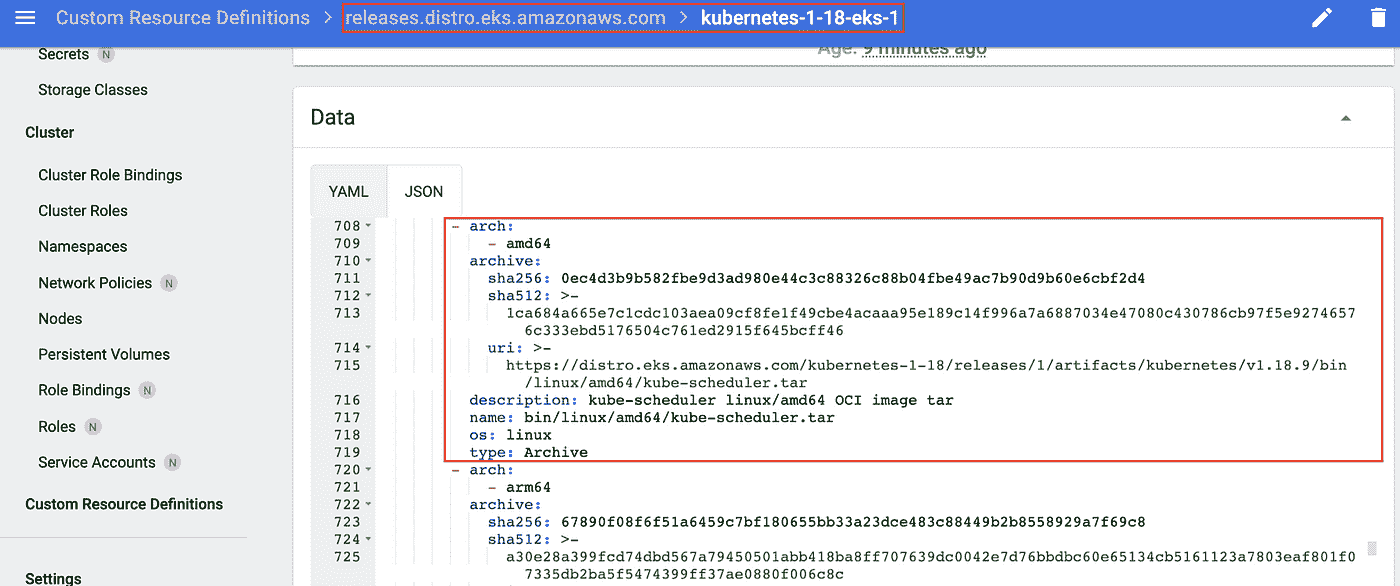 Custom Resource Definitions > releases.distro.eks.amazonaws.com > kubernetes-1-18-eks-1
Secrets N
Age: 9 minutes ago
Storage Classes
Cluster
Cluster Role Bindings
Cluster Roles
Namespaces
Network Policies N
Nodes
Persistent Volumes
Role Bindings N
Roles N
Service Accounts N
Custom Resource Definitions
Settings
Data
YAML JSON
708 - arch:
709 - amd64
710 archive:
711 sha256: 0ec4d3b9b582fbe9d3ad980e44c3c88326c88b04fbe49ac7b90d9b60e6cbf2d4
712 sha512: >-
713 1ca684a665e7c1cdc103aea09cf8fe1f49cbe4acaaa95e189c14f996a7a6887034e47080c430786cb97f5e9274657
6c333ebd5176504c761ed2915f645bcff46
714 uri: >-
715 https://distro.eks.amazonaws.com/kubernetes-1-18/releases/1/artifacts/kubernetes/v1.18.9/bin
/linux/amd64/kube-scheduler.tar
716 description: kube-scheduler linux/amd64 OCI image tar
717 name: bin/linux/amd64/kube-scheduler.tar
718 os: linux
719 type: Archive
720 - arch:
721 - arm64
722 archive:
723 sha256: 67890f08f6f51a6459c7bf180655bb33a23dce483c88449b2b8558929a7f69c8
724 sha512: >-
725 a30e28a399fcd74dbd567a79450501abb418ba8ff707639dc0042e7d76bbdbc60e65134cb5161123a7803eaf801f0
7335db2ba5f5474399ff37ae0880f006c8c